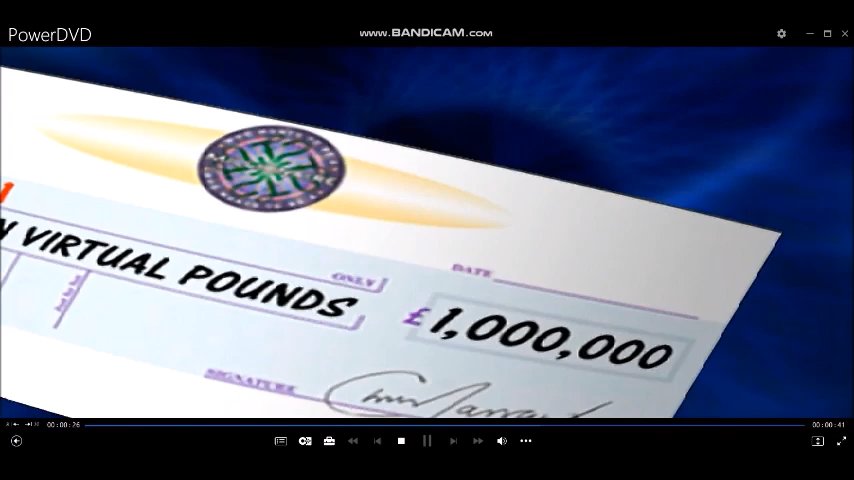 PowerDVD
www.BANDICAM.com
ONLY
DATE
N VIRTUAL POUNDS
£1,000,000
SIGNATURE
00:00:26
00:00:41